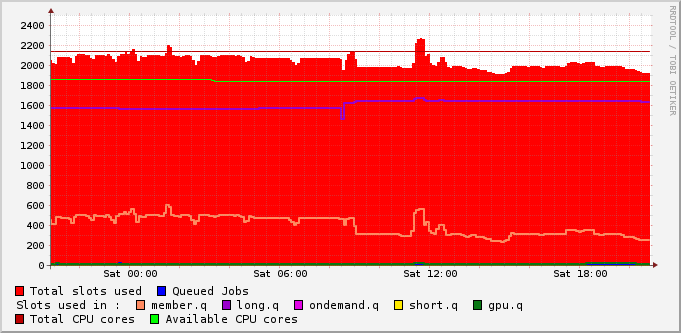 2400
2200
2000
1800
1600
1400
1200
1000
800
600
400
200
0
Sat 00:00 Sat 06:00 Sat 12:00 Sat 18:00
RRDTOOL / TOBI OETIKER
Total slots used Queued Jobs
Slots used in : member.q long.q ondemand.q short.q gpu.q
Total CPU cores Available CPU cores